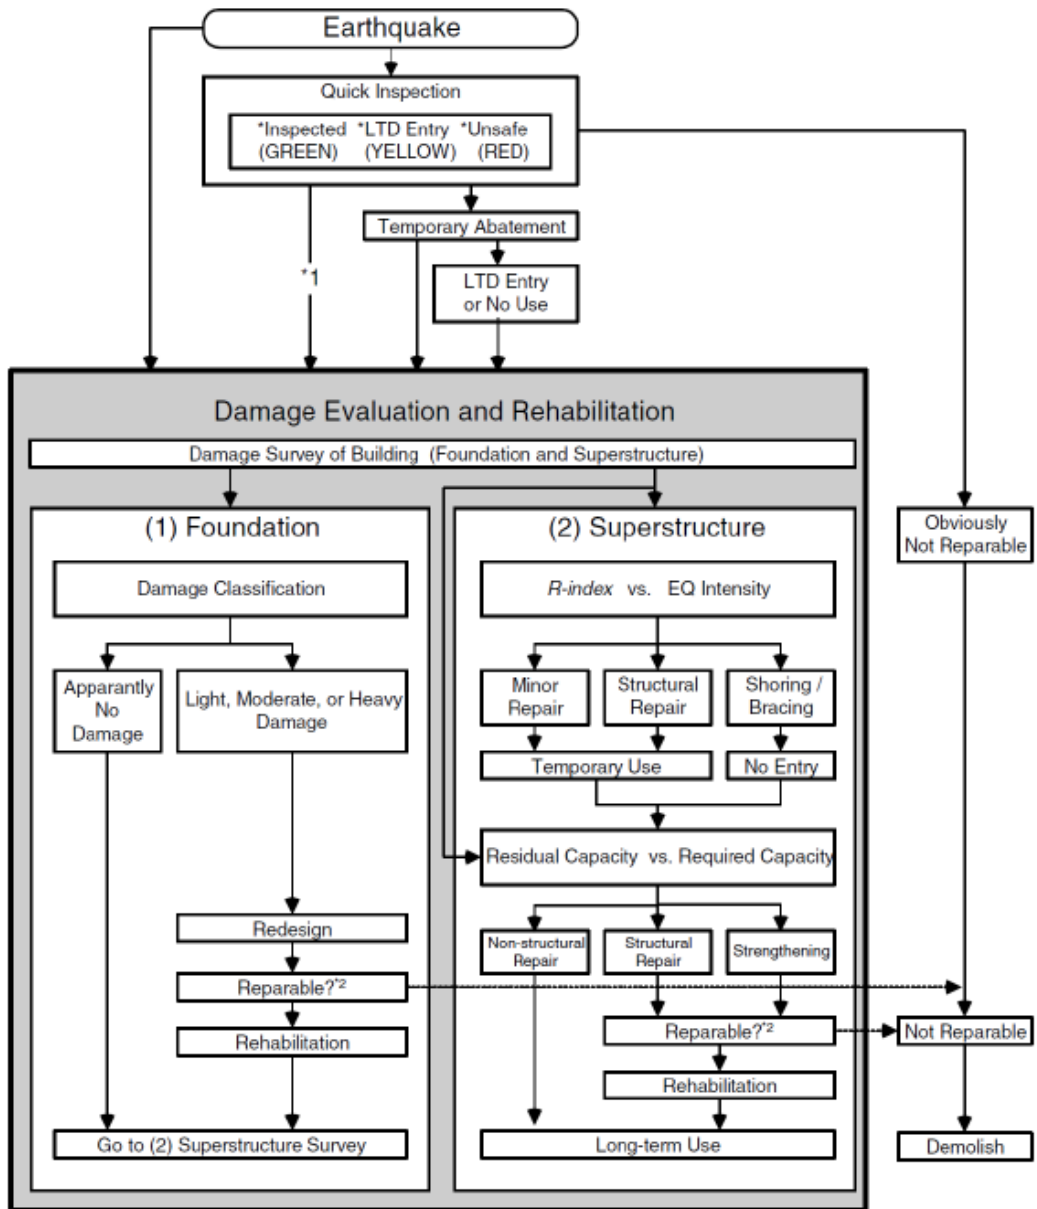 Earthquake
Quick Inspection
*Inspected *LTD Entry *Unsafe
(GREEN) (YELLOW) (RED)
Temporary Abatement
*1
LTD Entry
or No Use
Damage Evaluation and Rehabilitation
Damage Survey of Building (Foundation and Superstructure)
(1) Foundation
Damage Classification
Apparantly
No
Damage
Light, Moderate, or Heavy
Damage
Redesign
Reparable?*2
Rehabilitation
Go to (2) Superstructure Survey
(2) Superstructure
R-index vs. EQ Intensity
Minor
Repair
Structural
Repair
Shoring /
Bracing
Temporary Use
No Entry
Residual Capacity vs. Required Capacity
Non-structural
Repair
Structural
Repair
Strengthening
Reparable?*2
Rehabilitation
Long-term Use
Obviously
Not Reparable
Not Reparable
Demolish